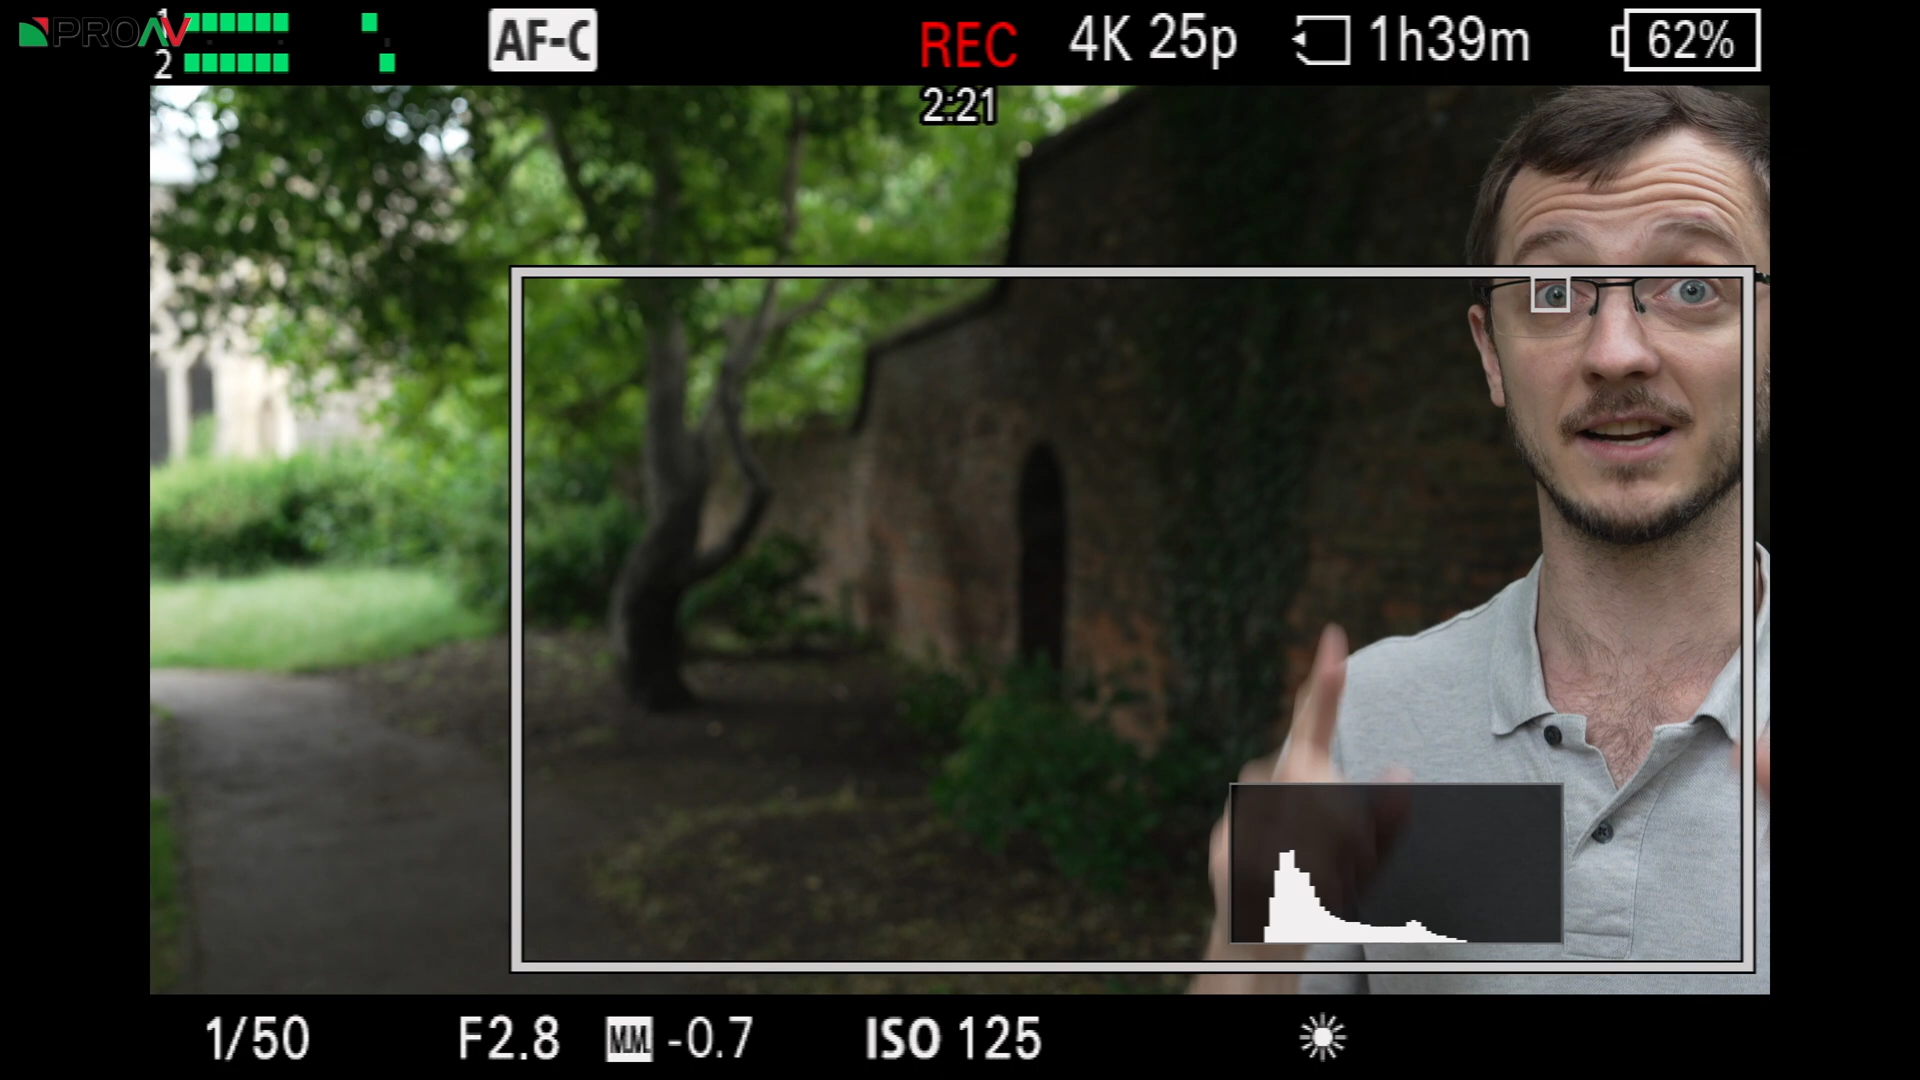 PROAV
1
2
AF-C
REC
4K 25p
1h39m
62%
2:21
1/50
F2.8
M.M.
-0.7
ISO 125